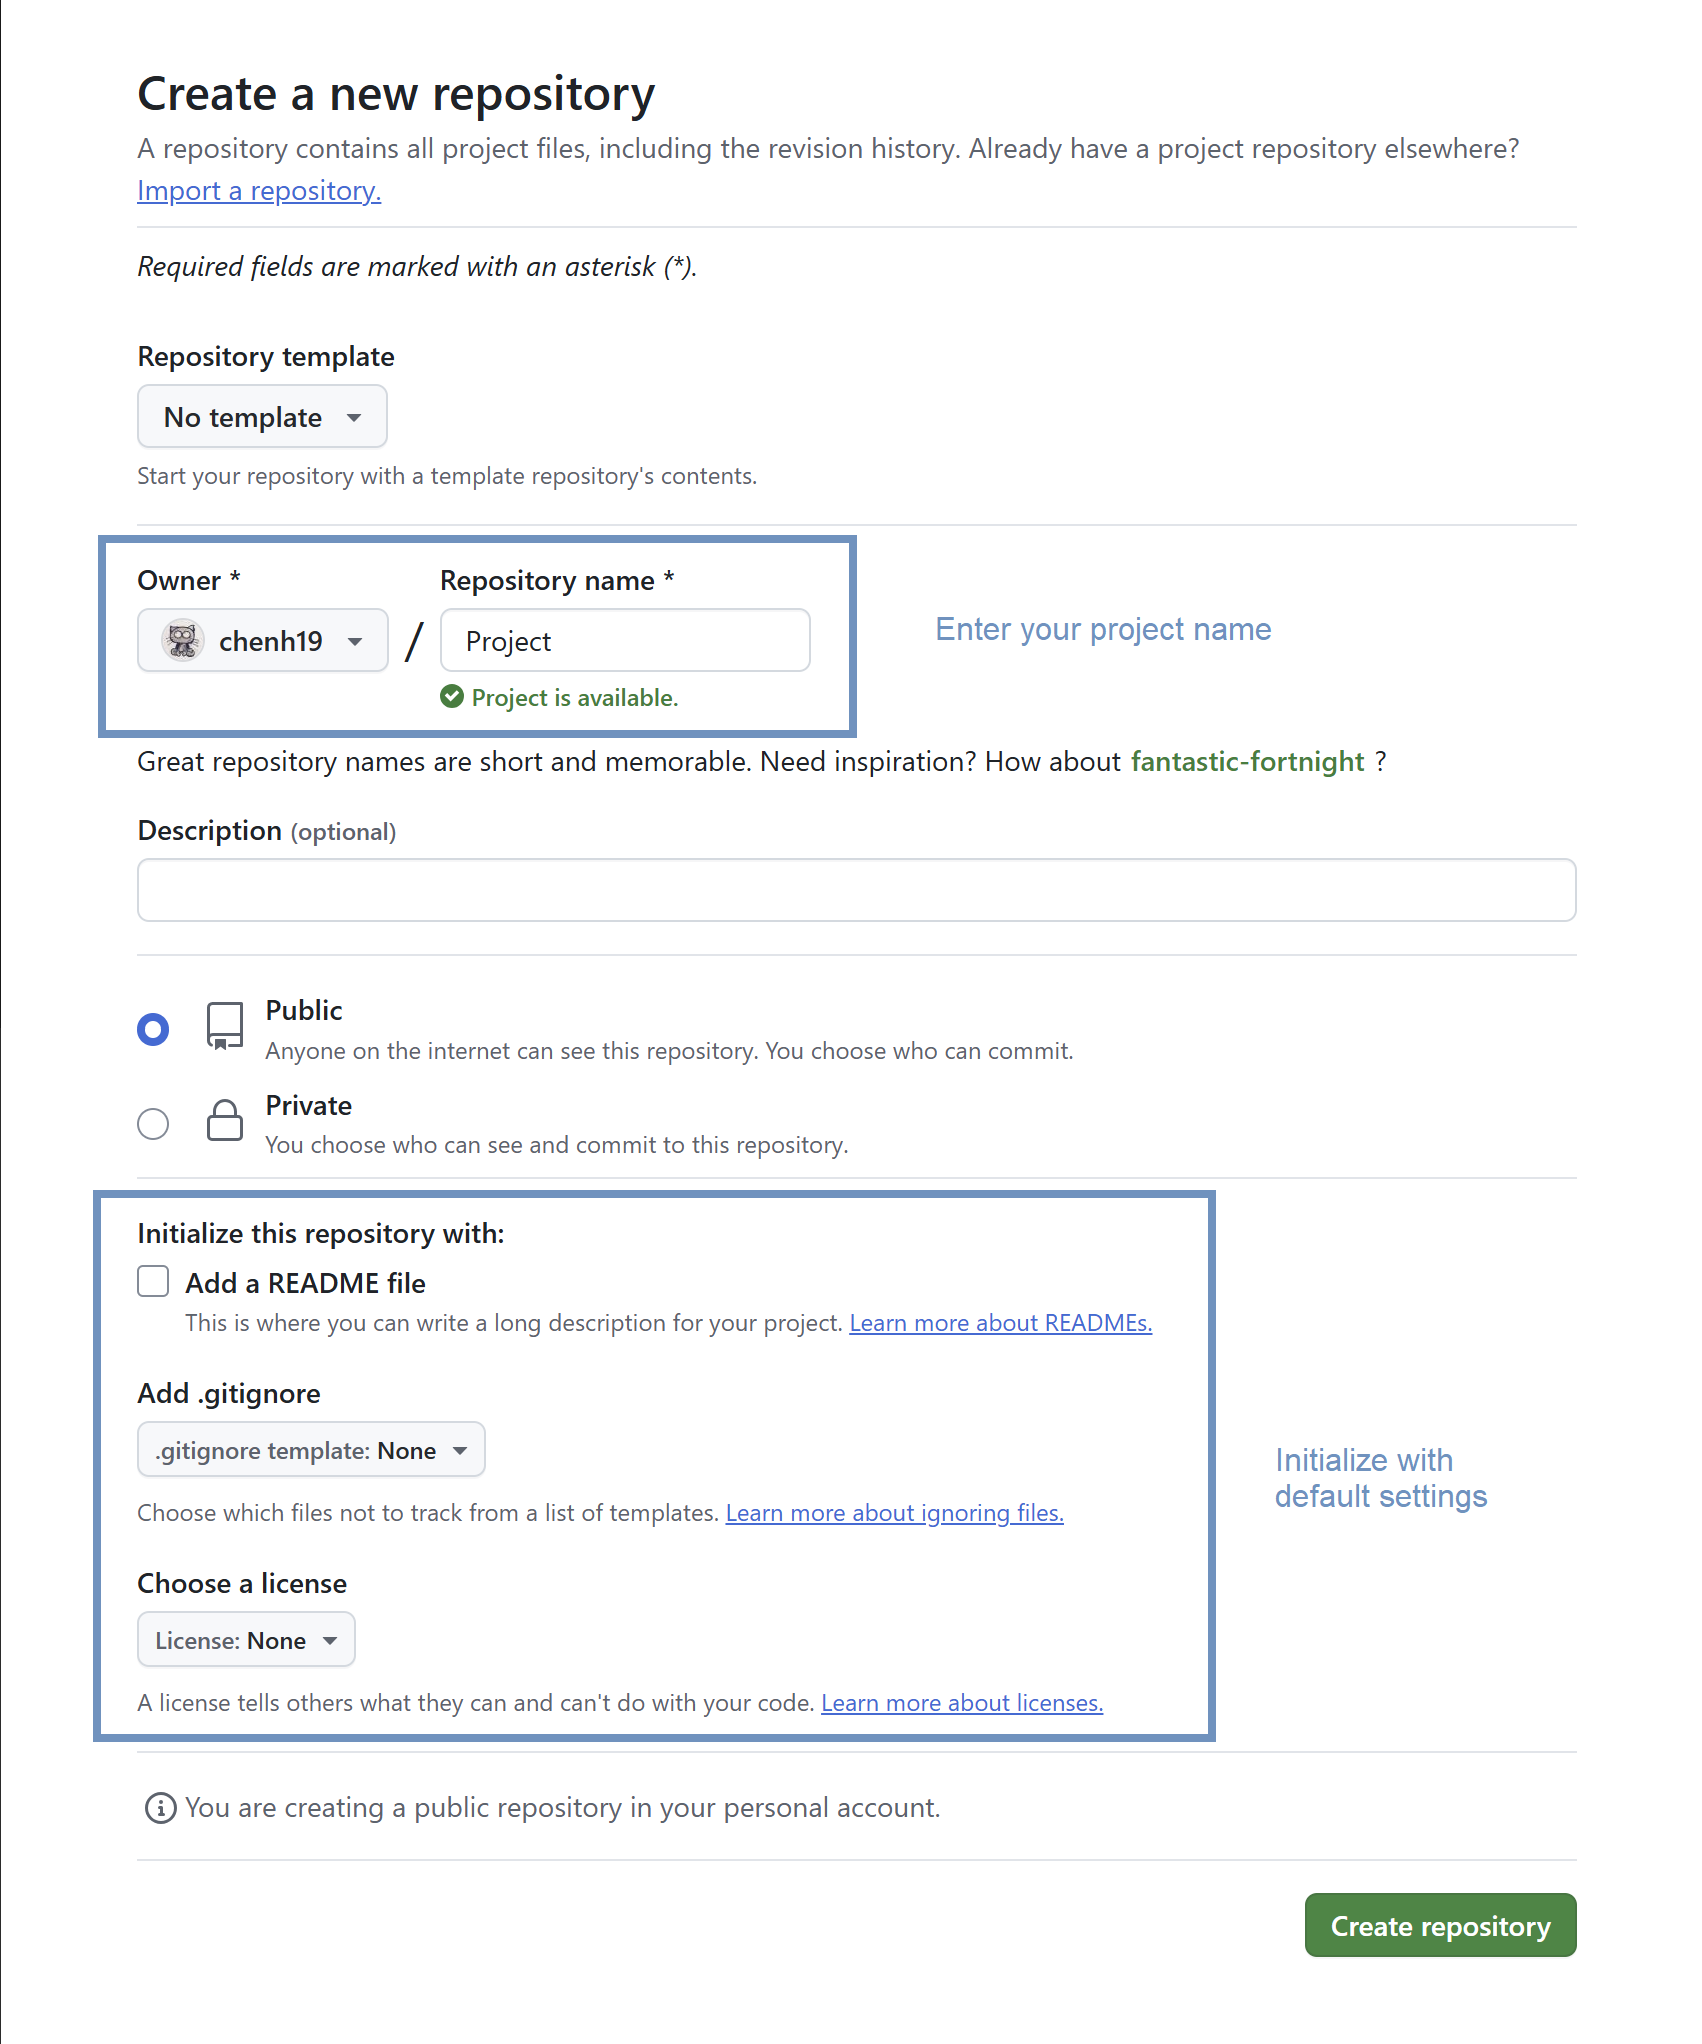 Create a new repository
A repository contains all project files, including the revision history. Already have a project repository elsewhere?
Import a repository.
Required fields are marked with an asterisk (*).
Repository template
No template
Start your repository with a template repository's contents.
Owner *
Repository name *
chenh19
/
Project
Project is available.
Enter your project name
Great repository names are short and memorable. Need inspiration? How about fantastic-fortnight ?
Description (optional)
Public
Anyone on the internet can see this repository. You choose who can commit.
Private
You choose who can see and commit to this repository.
Initialize this repository with:
Add a README file
This is where you can write a long description for your project. Learn more about READMEs.
Add .gitignore
.gitignore template: None
Choose which files not to track from a list of templates. Learn more about ignoring files.
Choose a license
License: None
A license tells others what they can and can't do with your code. Learn more about licenses.
Initialize with
default settings
You are creating a public repository in your personal account.
Create repository